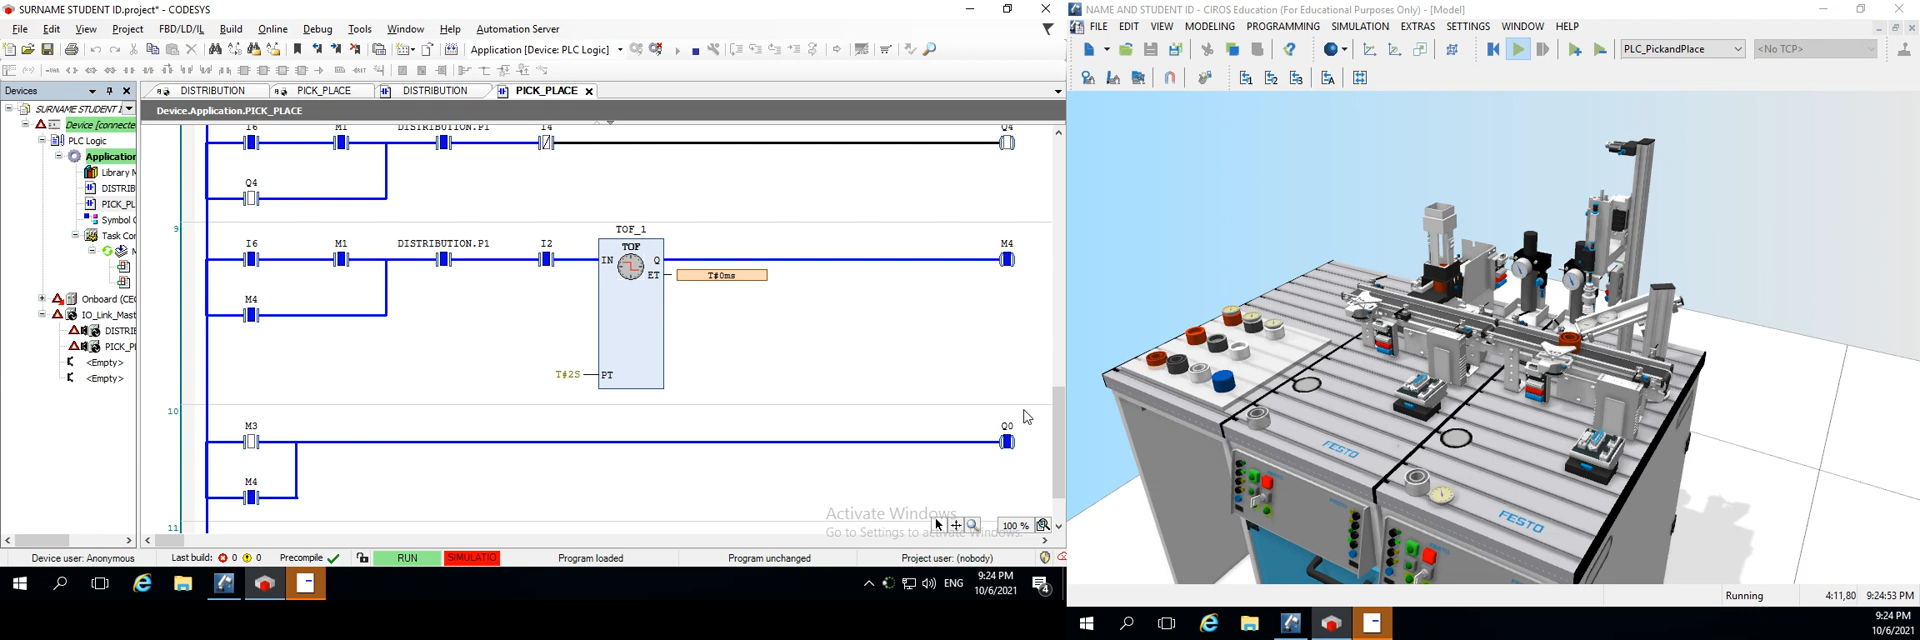 SURNAME STUDENT ID.project* - CODESYS
File Edit View Project FBD/LD/IL Build Online Debug Tools Window Help Automation Server
Application [Device: PLC Logic]
Devices
DISTRIBUTION PICK_PLACE DISTRIBUTION PICK_PLACE
Device.Application.PICK_PLACE
SURNAME STUDENT I
Device [connecte
PLC Logic
Application
Library M
DISTRIB
PICK_PL
Symbol C
Task Con
M
Onboard (CEC
IO_Link_Mast
DISTRIE
PICK_PL
<Empty>
<Empty>
I6 M1 DISTRIBUTION.P1 I4 Q4
Q4
9
TOF_1
I6 M1 DISTRIBUTION.P1 I2 TOF M4
IN Q
ET T#0ms
M4
T#2S PT
10
M3 Q0
M4
11
Activate Windows
Go to Settings to activate Windows.
100 %
Device user: Anonymous Last build: 0 0 Precompile RUN SIMULATIO Program loaded Program unchanged Project user: (nobody)
ENG
9:24 PM
10/6/2021
4
NAME AND STUDENT ID - CIROS Education (For Educational Purposes Only) - [Model]
FILE EDIT VIEW MODELING PROGRAMMING SIMULATION EXTRAS SETTINGS WINDOW HELP
PLC_PickandPlace <No TCP>
FESTO
FESTO
Running 4:11,80 9:24:53 PM
9:24 PM
10/6/2021